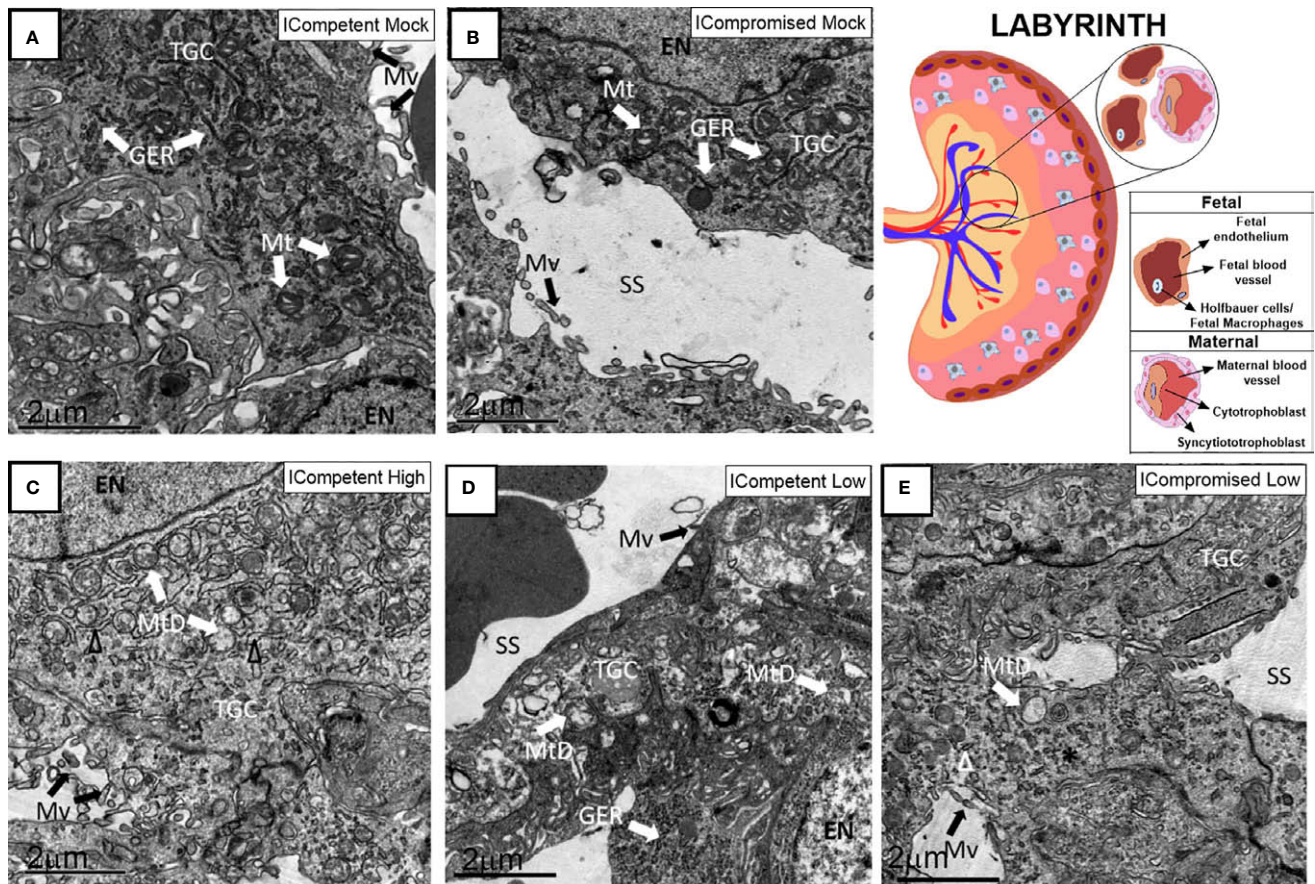 A
ICompetent Mock
TGC
Mv
GER
Mt
EN
2µm
B
ICompromised Mock
EN
Mt
GER
TGC
Mv
SS
2µm
LABYRINTH
Fetal
Fetal
endothelium
Fetal blood
vessel
Holfbauer cells/
Fetal Macrophages
Maternal
Maternal blood
vessel
Cytotrophoblast
Syncytiototrophoblast
C
ICompetent High
EN
MtD
Δ
Δ
TGC
Mv
2µm
D
ICompetent Low
Mv
SS
TGC
MtD
MtD
GER
EN
2µm
E
ICompromised Low
TGC
MtD
SS
*
Δ
Mv
2µm